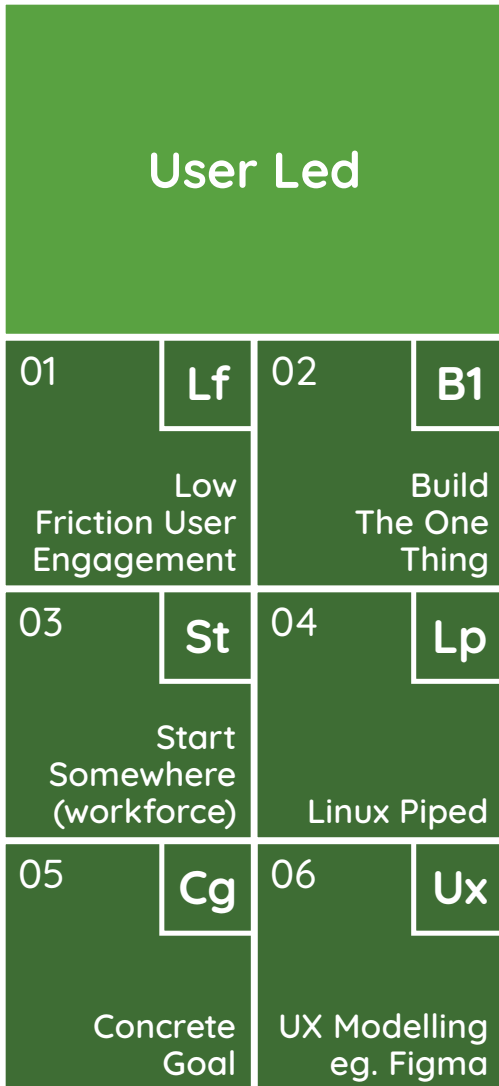 User Led
01
Lf
Low
Friction User
Engagement
02
B1
Build
The One
Thing
03
St
Start
Somewhere
(workforce)
04
Lp
Linux Piped
05
Cg
Concrete
Goal
06
Ux
UX Modelling
eg. Figma